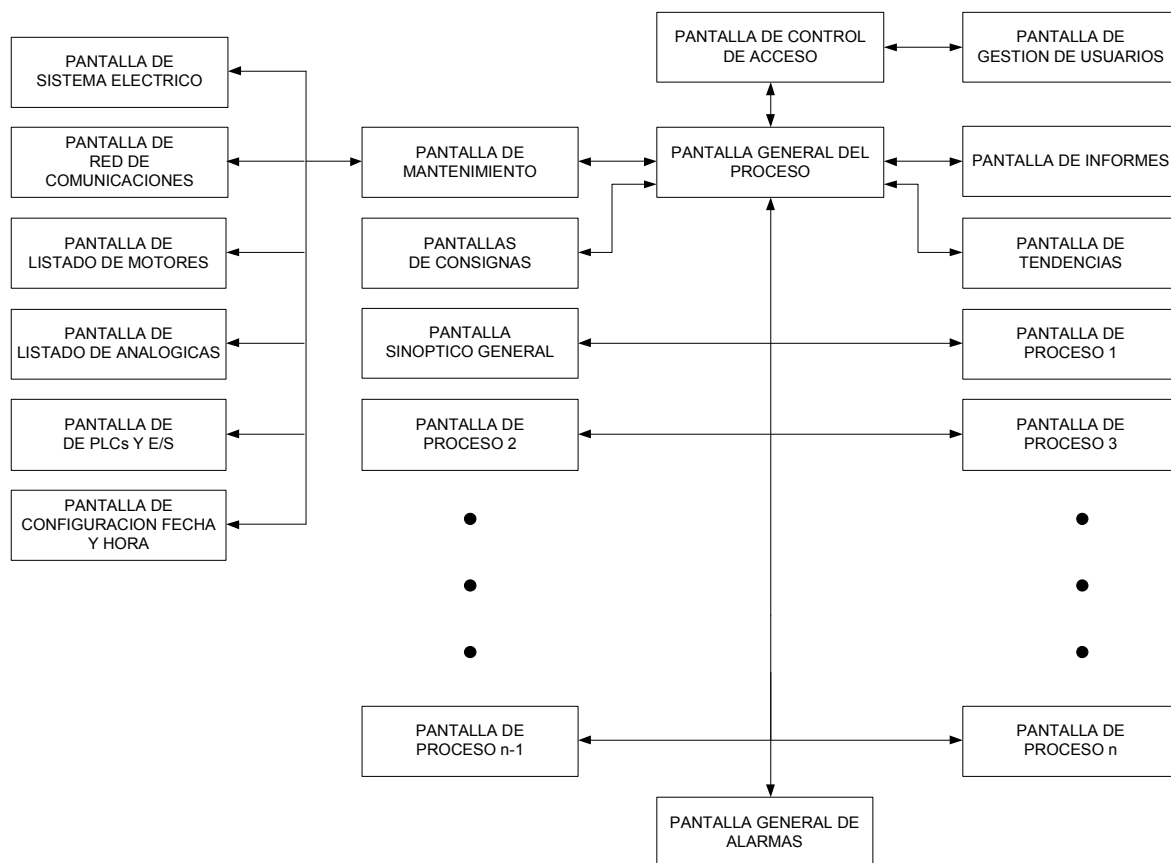 PANTALLA DE CONTROL
DE ACCESO
PANTALLA DE
GESTION DE USUARIOS
PANTALLA DE
SISTEMA ELECTRICO
PANTALLA DE
RED DE
COMUNICACIONES
PANTALLA DE
MANTENIMIENTO
PANTALLA GENERAL DEL
PROCESO
PANTALLA DE INFORMES
PANTALLA DE
LISTADO DE MOTORES
PANTALLAS
DE CONSIGNAS
PANTALLA DE
TENDENCIAS
PANTALLA DE
LISTADO DE ANALOGICAS
PANTALLA
SINOPTICO GENERAL
PANTALLA DE
PROCESO 1
PANTALLA DE
DE PLCs Y E/S
PANTALLA DE
PROCESO 2
PANTALLA DE
PROCESO 3
PANTALLA DE
CONFIGURACION FECHA
Y HORA
PANTALLA DE
PROCESO n-1
PANTALLA DE
PROCESO n
PANTALLA GENERAL DE
ALARMAS